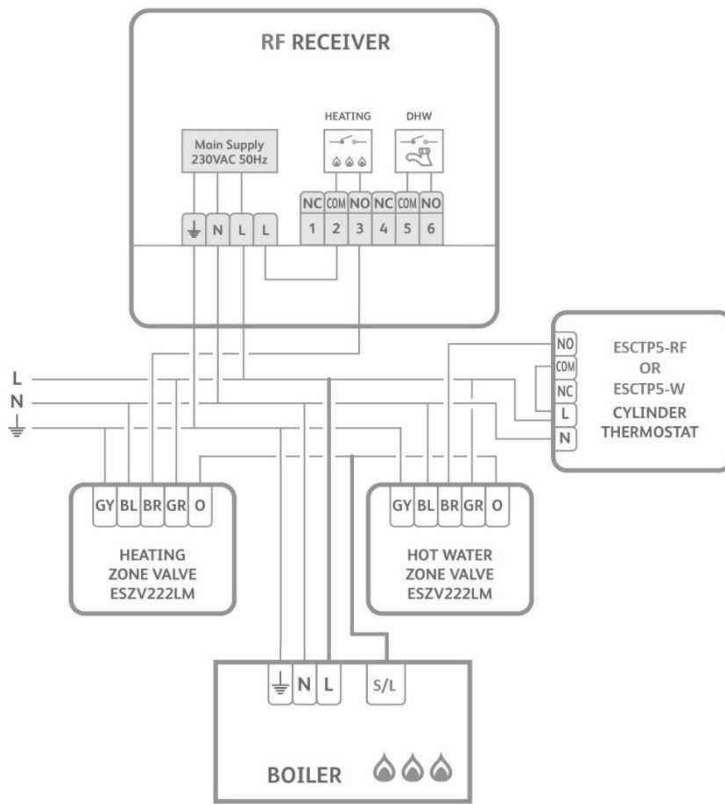 RF RECEIVER
HEATING
DHW
Main Supply
230VAC 50Hz
NC COM NO NC COM NO
N L L
1 2 3 4 5 6
NO
COM
NC
L
N
ESCTP5-RF
OR
ESCTP5-W
CYLINDER
THERMOSTAT
L
N
GY BL BR GR O
HEATING
ZONE VALVE
ESZV222LM
GY BL BR GR O
HOT WATER
ZONE VALVE
ESZV222LM
N L S/L
BOILER